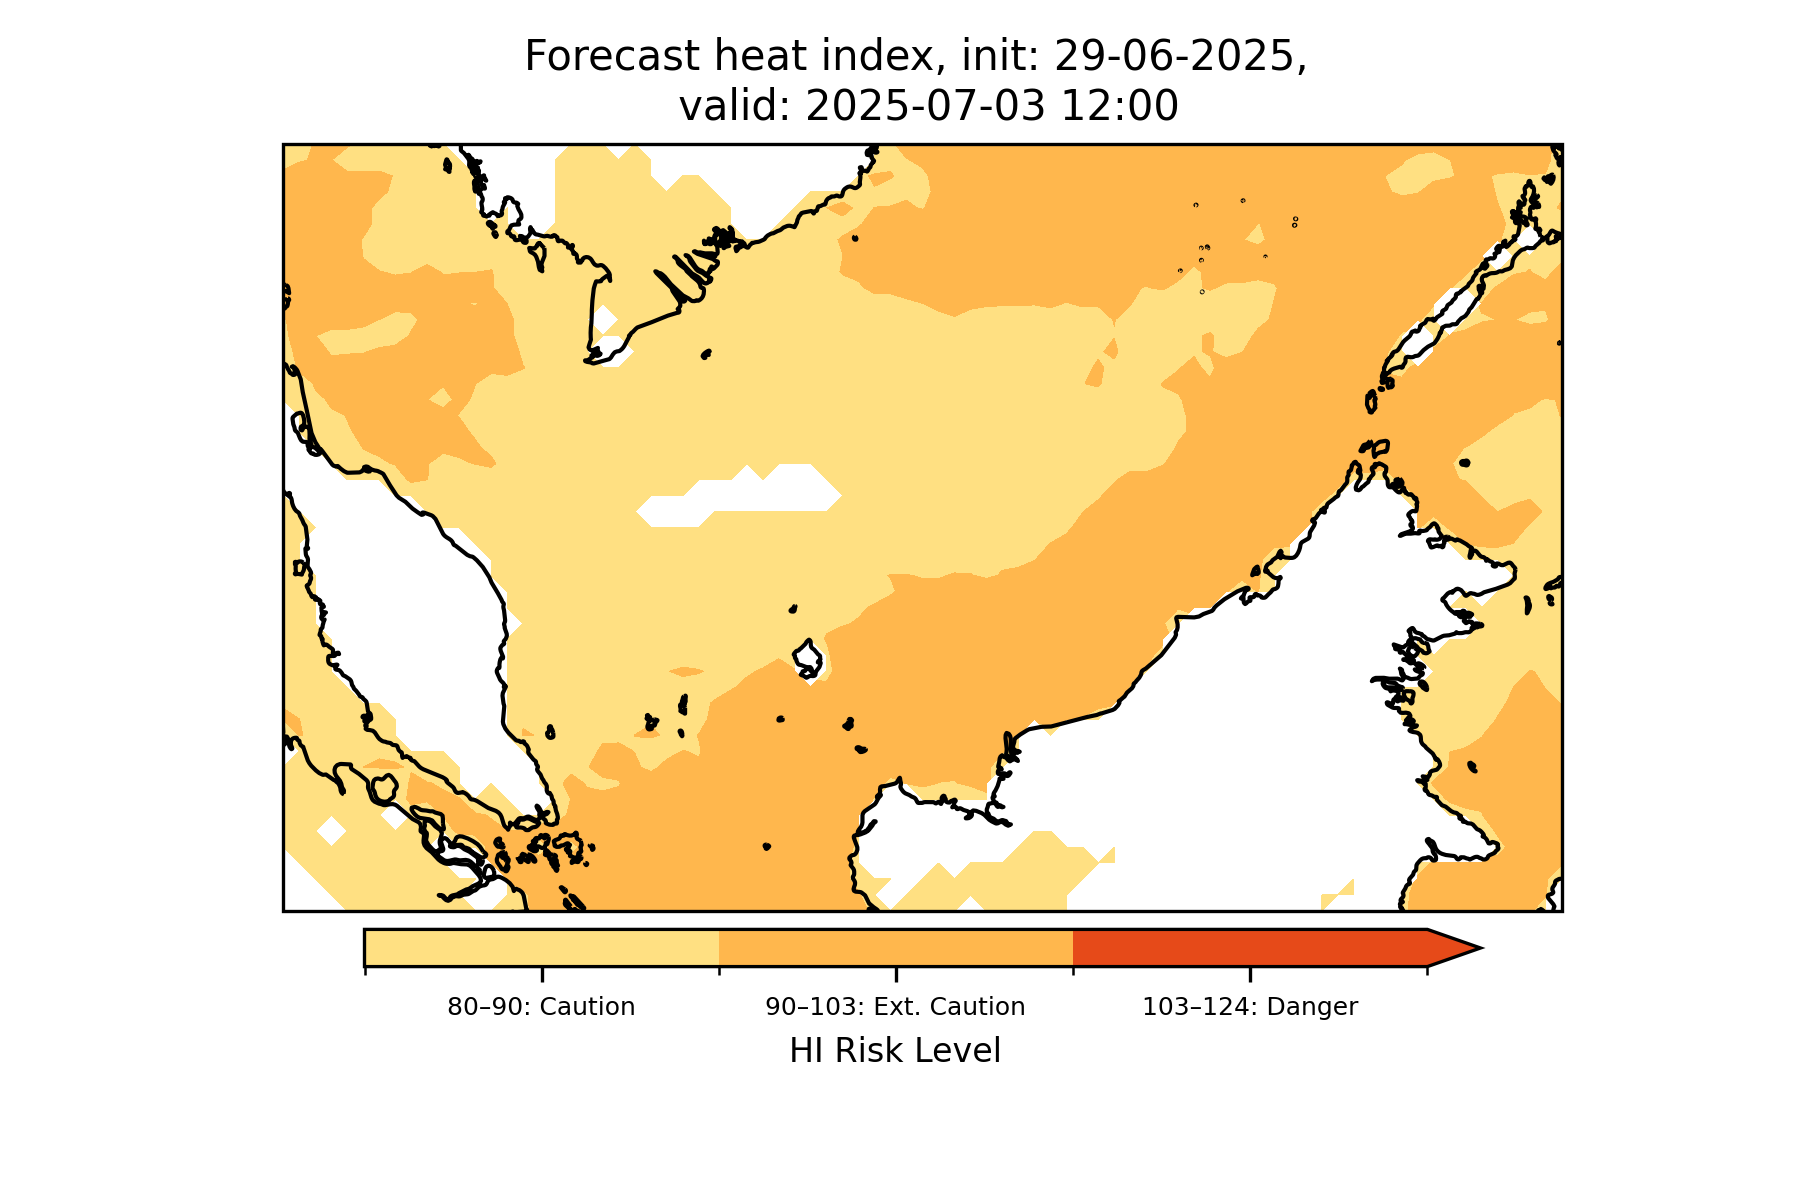 Forecast heat index, init: 29-06-2025,
valid: 2025-07-03 12:00
80–90: Caution
90–103: Ext. Caution
103–124: Danger
HI Risk Level